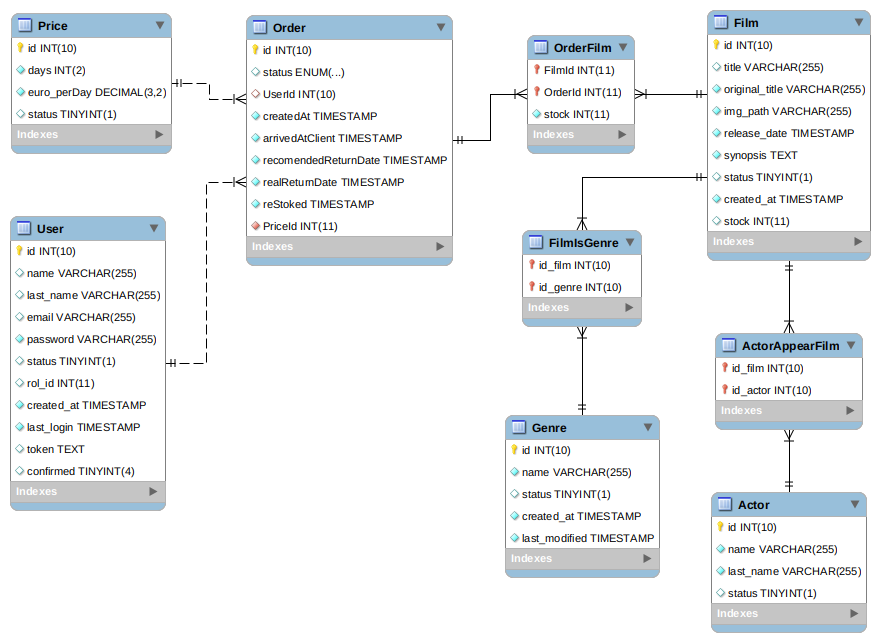 Price
id INT(10)
days INT(2)
euro_perDay DECIMAL(3,2)
status TINYINT(1)
Indexes
User
id INT(10)
name VARCHAR(255)
last_name VARCHAR(255)
email VARCHAR(255)
password VARCHAR(255)
status TINYINT(1)
rol_id INT(11)
created_at TIMESTAMP
last_login TIMESTAMP
token TEXT
confirmed TINYINT(4)
Indexes
Order
id INT(10)
status ENUM(...)
UserId INT(10)
createdAt TIMESTAMP
arrivedAtClient TIMESTAMP
recomendedReturnDate TIMESTAMP
realReturnDate TIMESTAMP
reStoked TIMESTAMP
PriceId INT(11)
Indexes
OrderFilm
FilmId INT(11)
OrderId INT(11)
stock INT(11)
Indexes
FilmIsGenre
id_film INT(10)
id_genre INT(10)
Indexes
Genre
id INT(10)
name VARCHAR(255)
status TINYINT(1)
created_at TIMESTAMP
last_modified TIMESTAMP
Indexes
Film
id INT(10)
title VARCHAR(255)
original_title VARCHAR(255)
img_path VARCHAR(255)
release_date TIMESTAMP
synopsis TEXT
status TINYINT(1)
created_at TIMESTAMP
stock INT(11)
Indexes
ActorAppearFilm
id_film INT(10)
id_actor INT(10)
Indexes
Actor
id INT(10)
name VARCHAR(255)
last_name VARCHAR(255)
status TINYINT(1)
Indexes